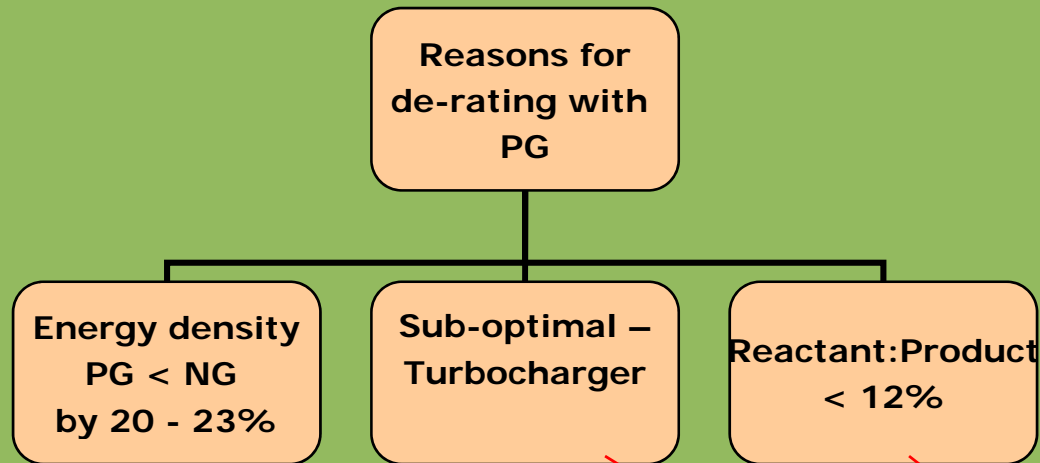 Reasons for
de-rating with
PG
Energy density
PG < NG
by 20 - 23%
Sub-optimal –
Turbocharger
Reactant:Product
< 12%